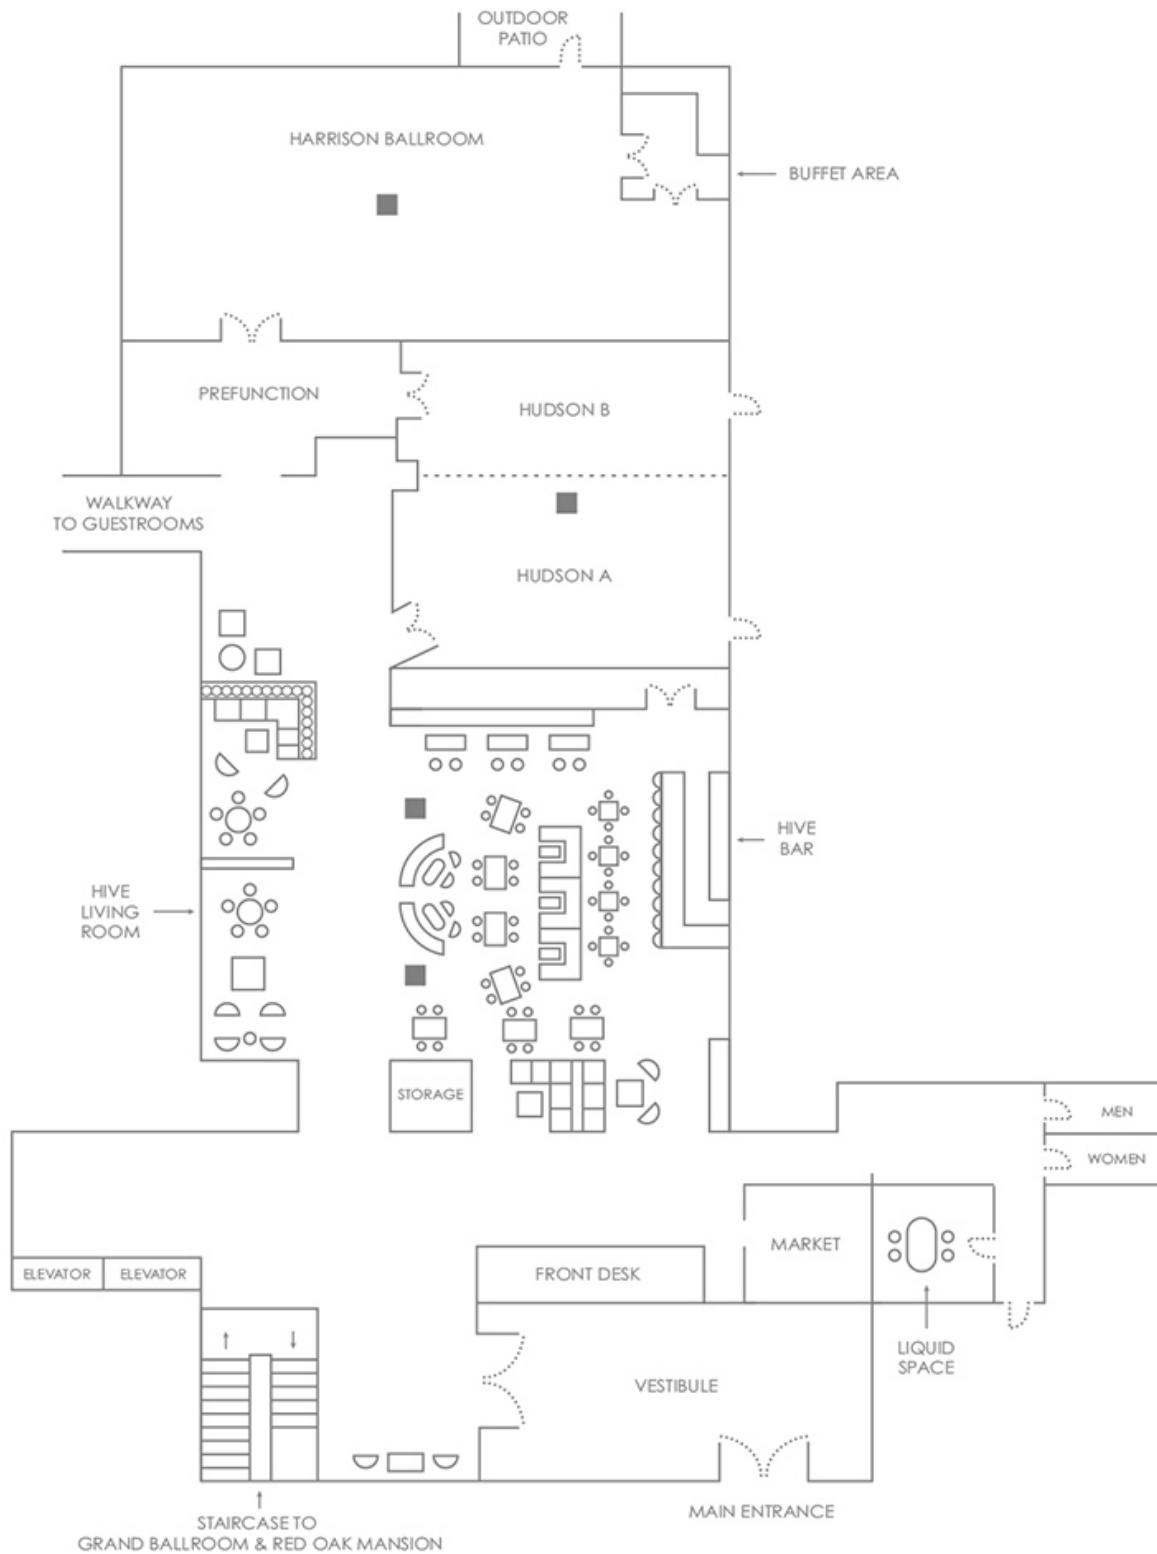 OUTDOOR
PATIO
HARRISON BALLROOM
BUFFET AREA
PREFUNCTION
HUDSON B
WALKWAY
TO GUESTROOMS
HUDSON A
HIVE
BAR
HIVE
LIVING
ROOM
STORAGE
MEN
WOMEN
MARKET
ELEVATOR
ELEVATOR
FRONT DESK
LIQUID
SPACE
VESTIBULE
MAIN ENTRANCE
STAIRCASE TO
GRAND BALLROOM & RED OAK MANSION